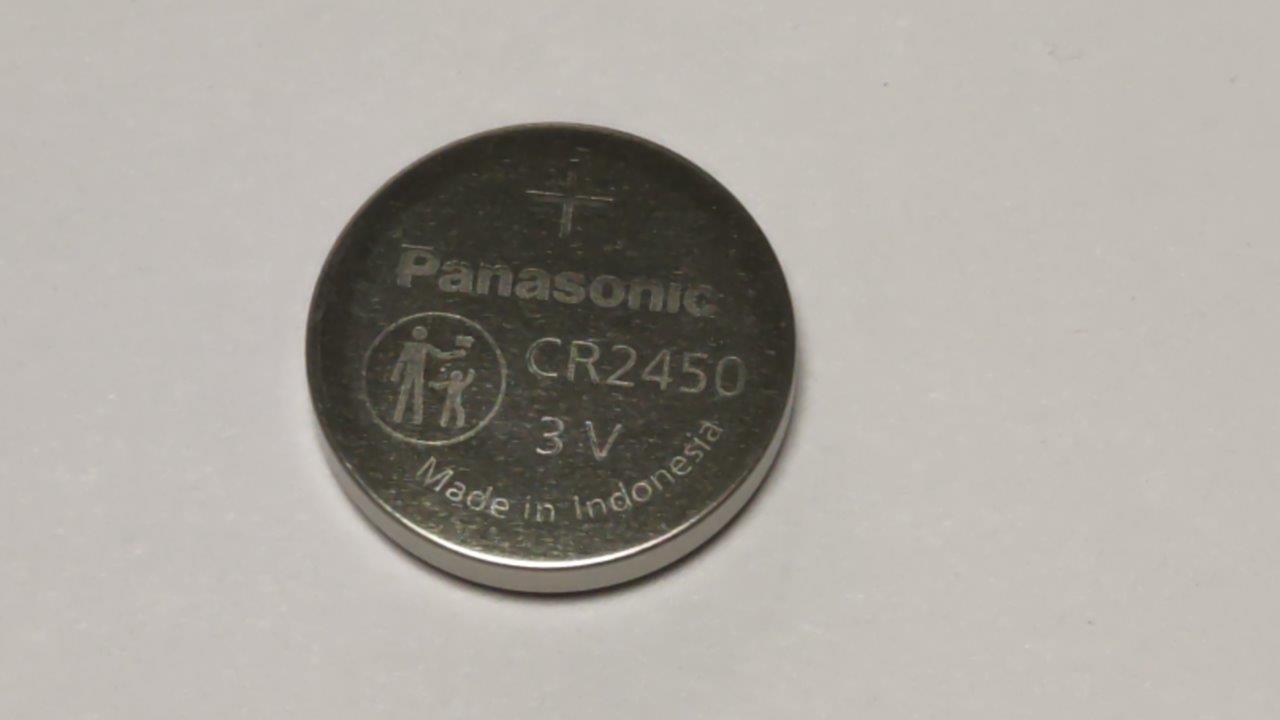 +
Panasonic
CR2450
3 V
Made in Indonesia